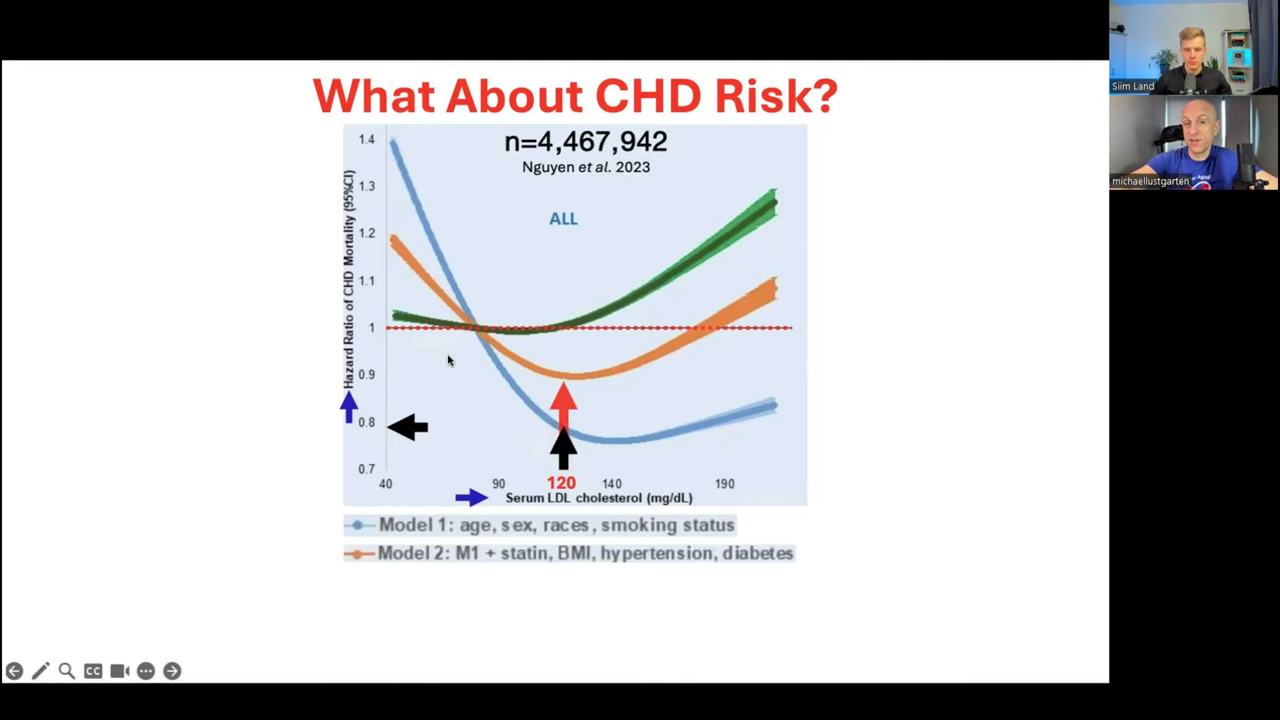 What About CHD Risk?
n=4,467,942
Nguyen et al. 2023
ALL
Hazard Ratio of CHD Mortality (95%CI)
1.4
1.3
1.2
1.1
1
0.9
0.8
0.7
40
90
120
140
190
Serum LDL cholesterol (mg/dL)
Model 1: age, sex, races, smoking status
Model 2: M1 + statin, BMI, hypertension, diabetes
CC
Siim Land
michaellustgarten